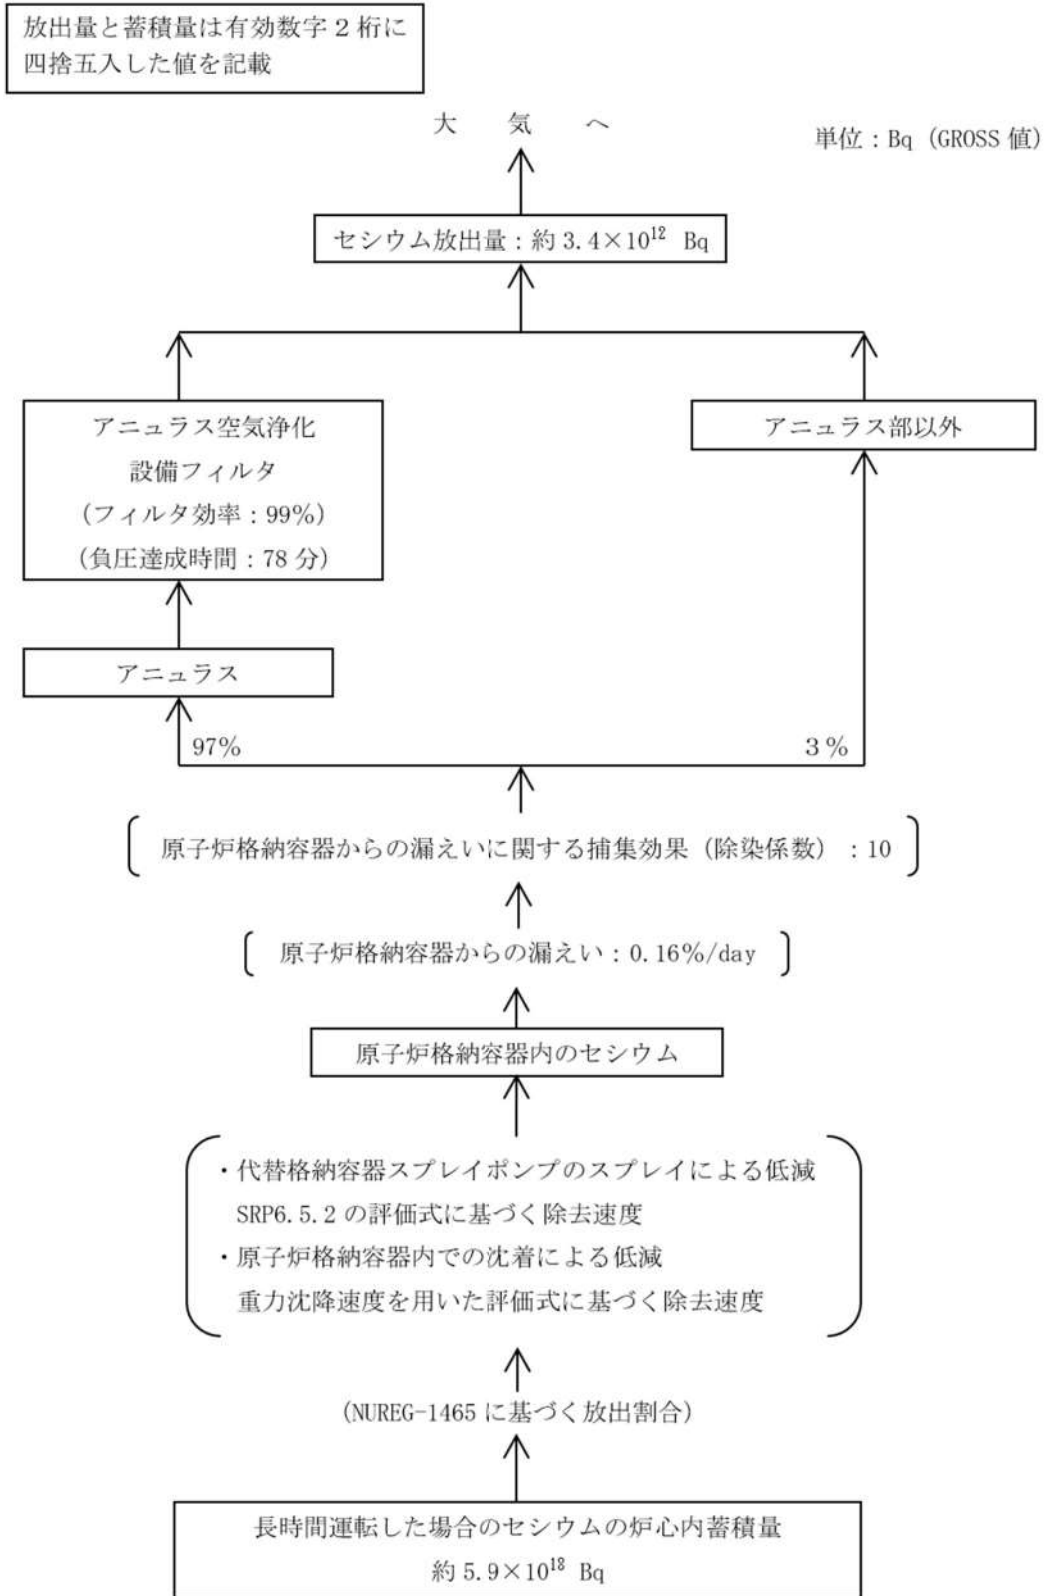 放出量と蓄積量は有効数字2桁に
四捨五入した値を記載
大 気 へ
単位:Bq (GROSS 値)
セシウム放出量:約 3.4×10¹² Bq
アニュラス空気浄化
設備フィルタ
(フィルタ効率:99%)
(負圧達成時間:78 分)
アニュラス部以外
アニュラス
97%
3%
原子炉格納容器からの漏えいに関する捕集効果(除染係数):10
原子炉格納容器からの漏えい:0.16%/day
原子炉格納容器内のセシウム
・代替格納容器スプレイポンプのスプレイによる低減
SRP6.5.2 の評価式に基づく除去速度
・原子炉格納容器内での沈着による低減
重力沈降速度を用いた評価式に基づく除去速度
(NUREG-1465 に基づく放出割合)
長時間運転した場合のセシウムの炉心内蓄積量
約 5.9×10¹⁸ Bq